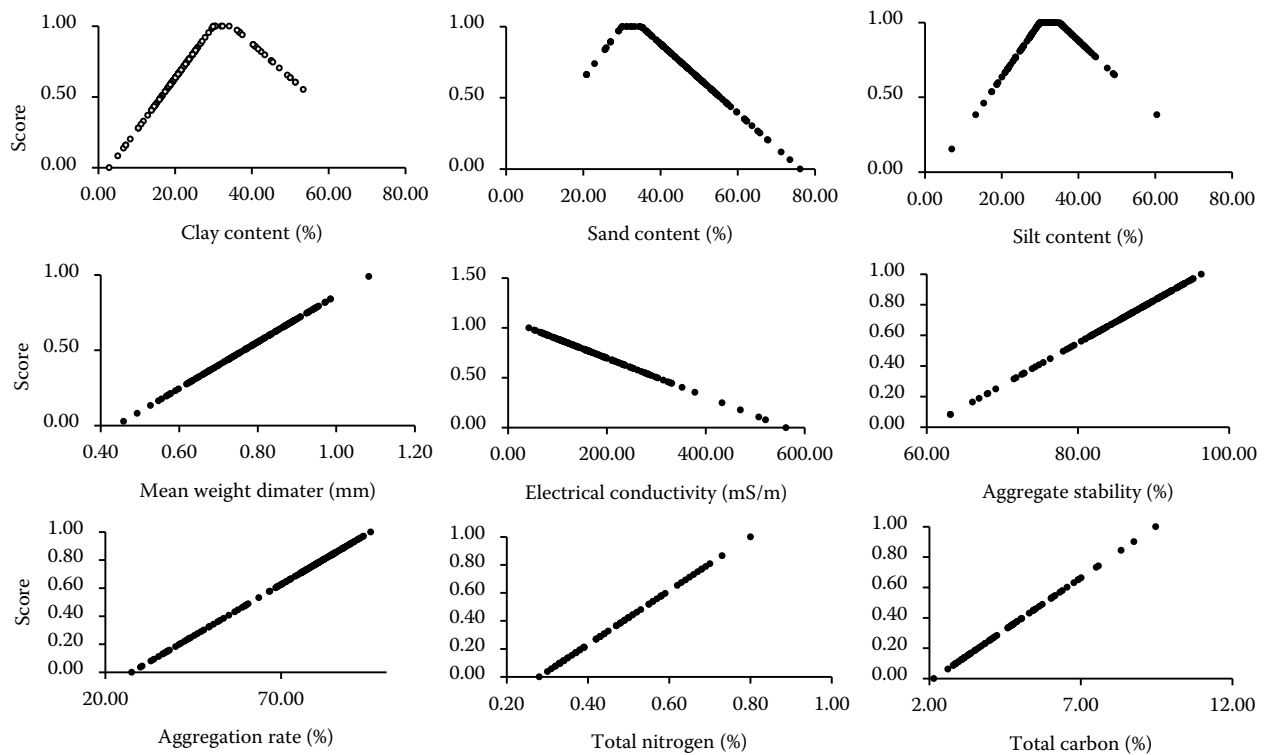 1.00
0.50
0.00
Score
0.00 20.00 40.00 60.00 80.00
Clay content (%)
1.00
0.50
0.00
0.00 20.00 40.00 60.00 80.00
Sand content (%)
1.00
0.50
0.00
0.00 20.00 40.00 60.00 80.00
Silt content (%)
1.00
0.50
0.00
Score
0.40 0.60 0.80 1.00 1.20
Mean weight dimater (mm)
1.50
1.00
0.50
0.00
0.00 200.00 400.00 600.00
Electrical conductivity (mS/m)
1.00
0.80
0.60
0.40
0.20
0.00
60.00 80.00 100.00
Aggregate stability (%)
1.00
0.80
0.60
0.40
0.20
0.00
Score
20.00 70.00
Aggregation rate (%)
1.00
0.80
0.60
0.40
0.20
0.00
0.20 0.40 0.60 0.80 1.00
Total nitrogen (%)
1.00
0.80
0.60
0.40
0.20
0.00
2.00 7.00 12.00
Total carbon (%)